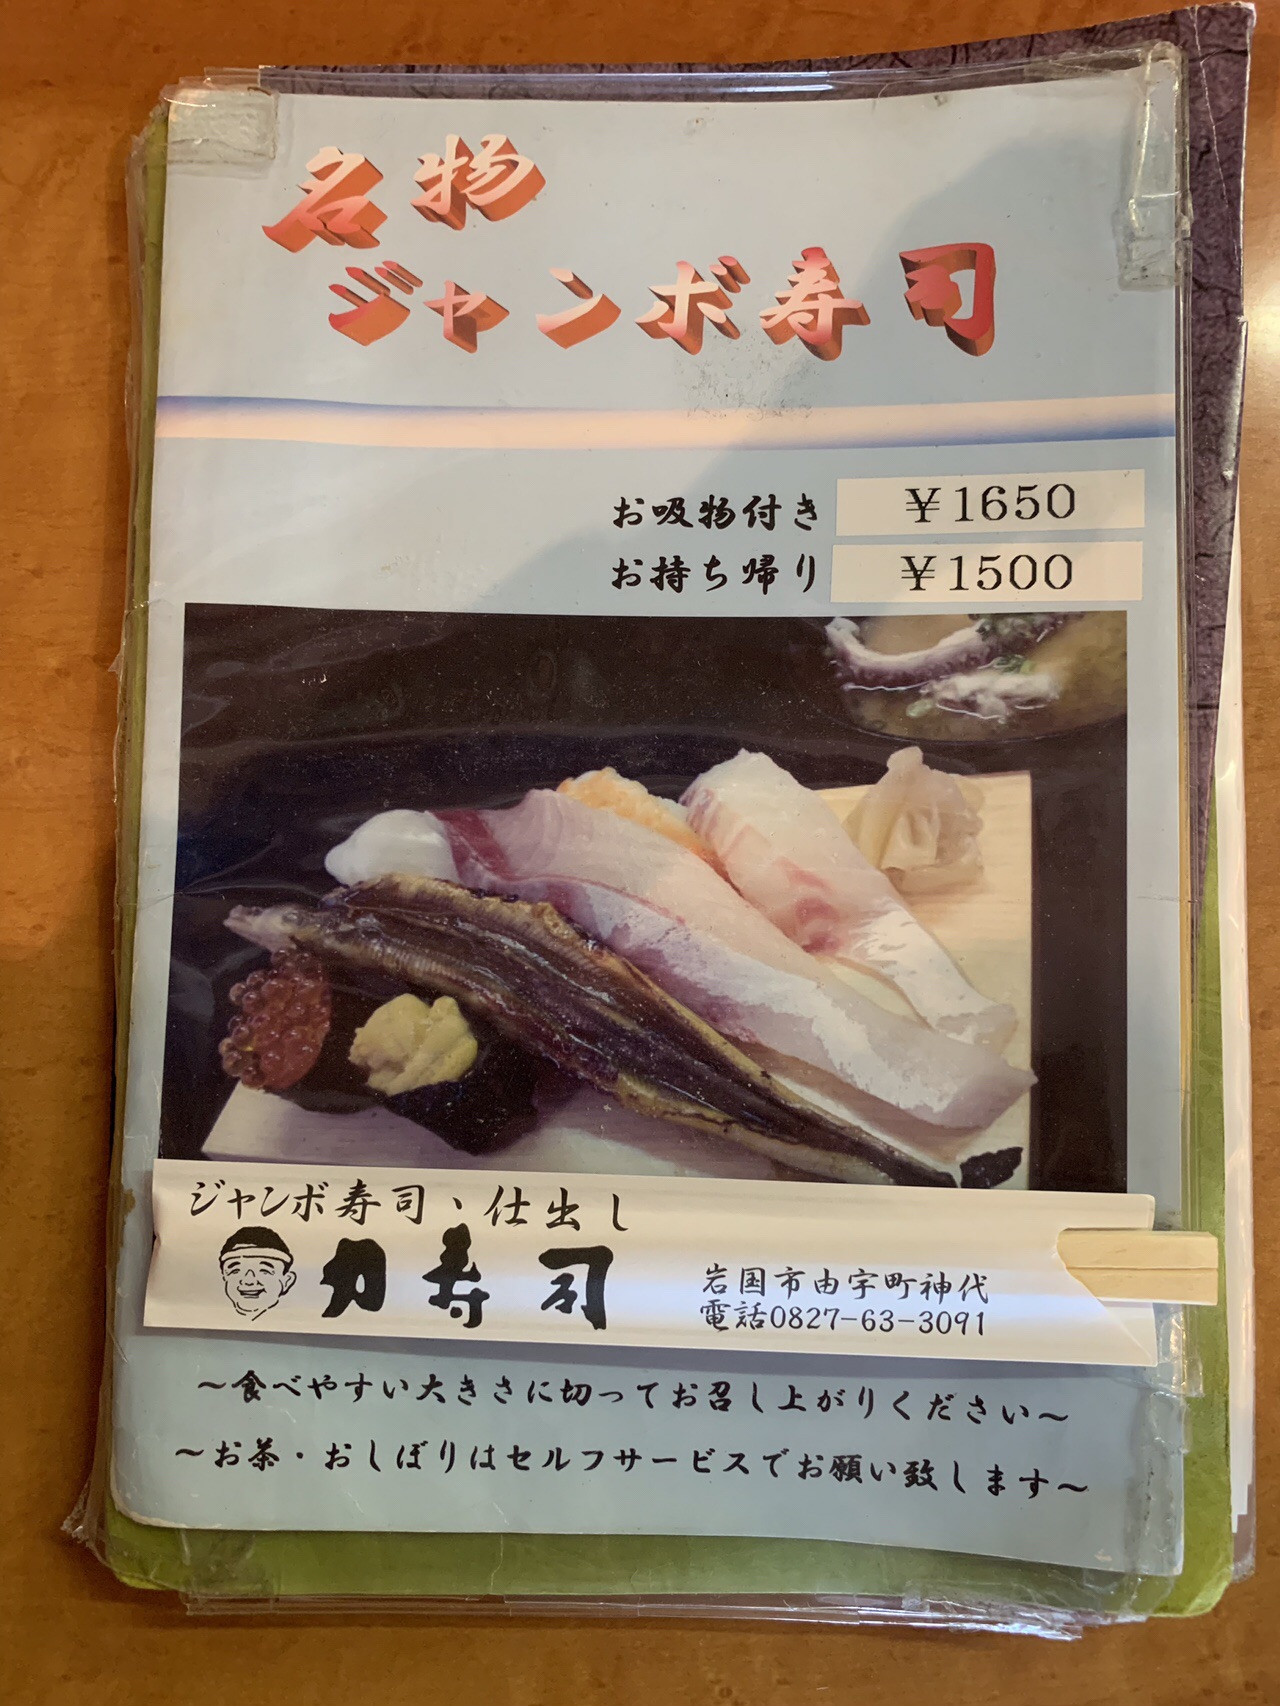 名物
ジャンボ寿司
お吸物付き ￥1650
お持ち帰り ￥1500
ジャンボ寿司、仕出し
力寿司
岩国市由宇町神代
電話0827-63-3091
～食べやすい大きさに切ってお召し上がりください～
～お茶・おしぼりはセルフサービスでお願い致します～